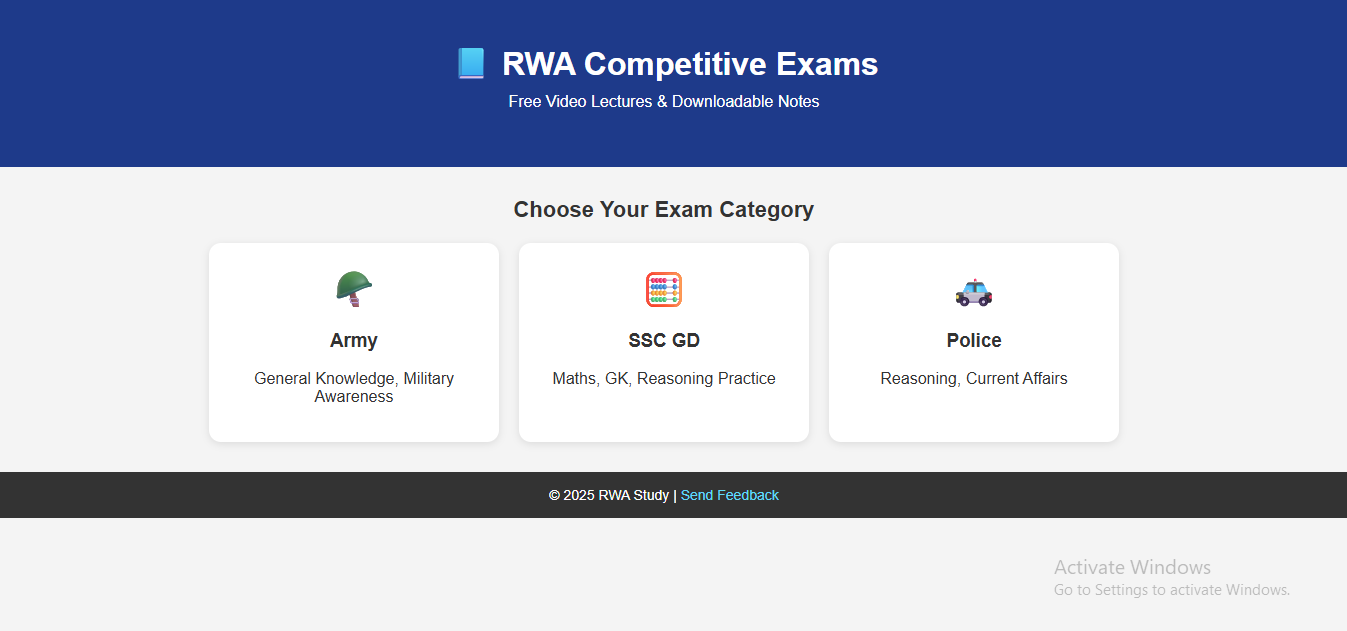 RWA Competitive Exams
Free Video Lectures & Downloadable Notes
Choose Your Exam Category
Army
General Knowledge, Military
Awareness
SSC GD
Maths, GK, Reasoning Practice
Police
Reasoning, Current Affairs
© 2025 RWA Study | Send Feedback
Activate Windows
Go to Settings to activate Windows.